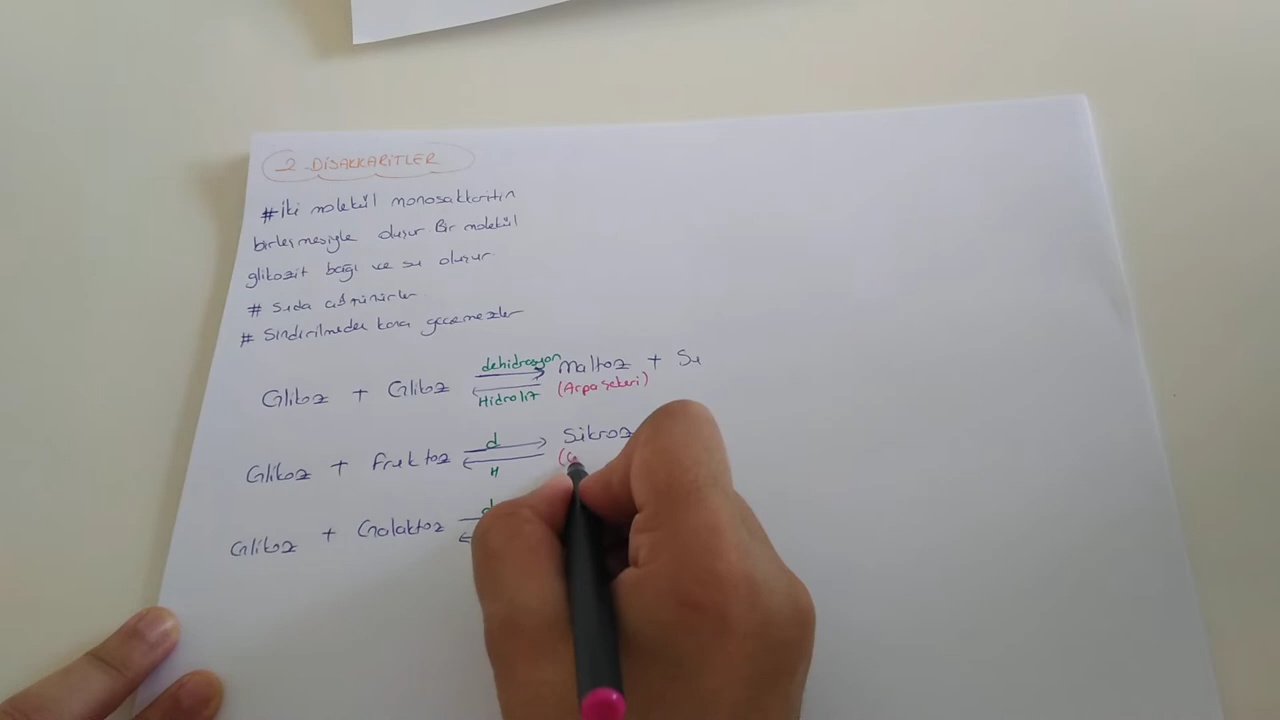 2 DİSAKKARİTLER
#İki molekül monosakkaritin
birleşmesiyle oluşur Bir molekül
glikozit bağı ve su oluşur
# Suda çözünürler
# Sindirilmeden kana geçemezler
dehidrasyon
Glikoz + Glikoz Maltoz + Su
Hidroliz (Arpa şekeri)
d
Glikoz + Fruktoz Sükroz
H
d
Glikoz + Galaktoz